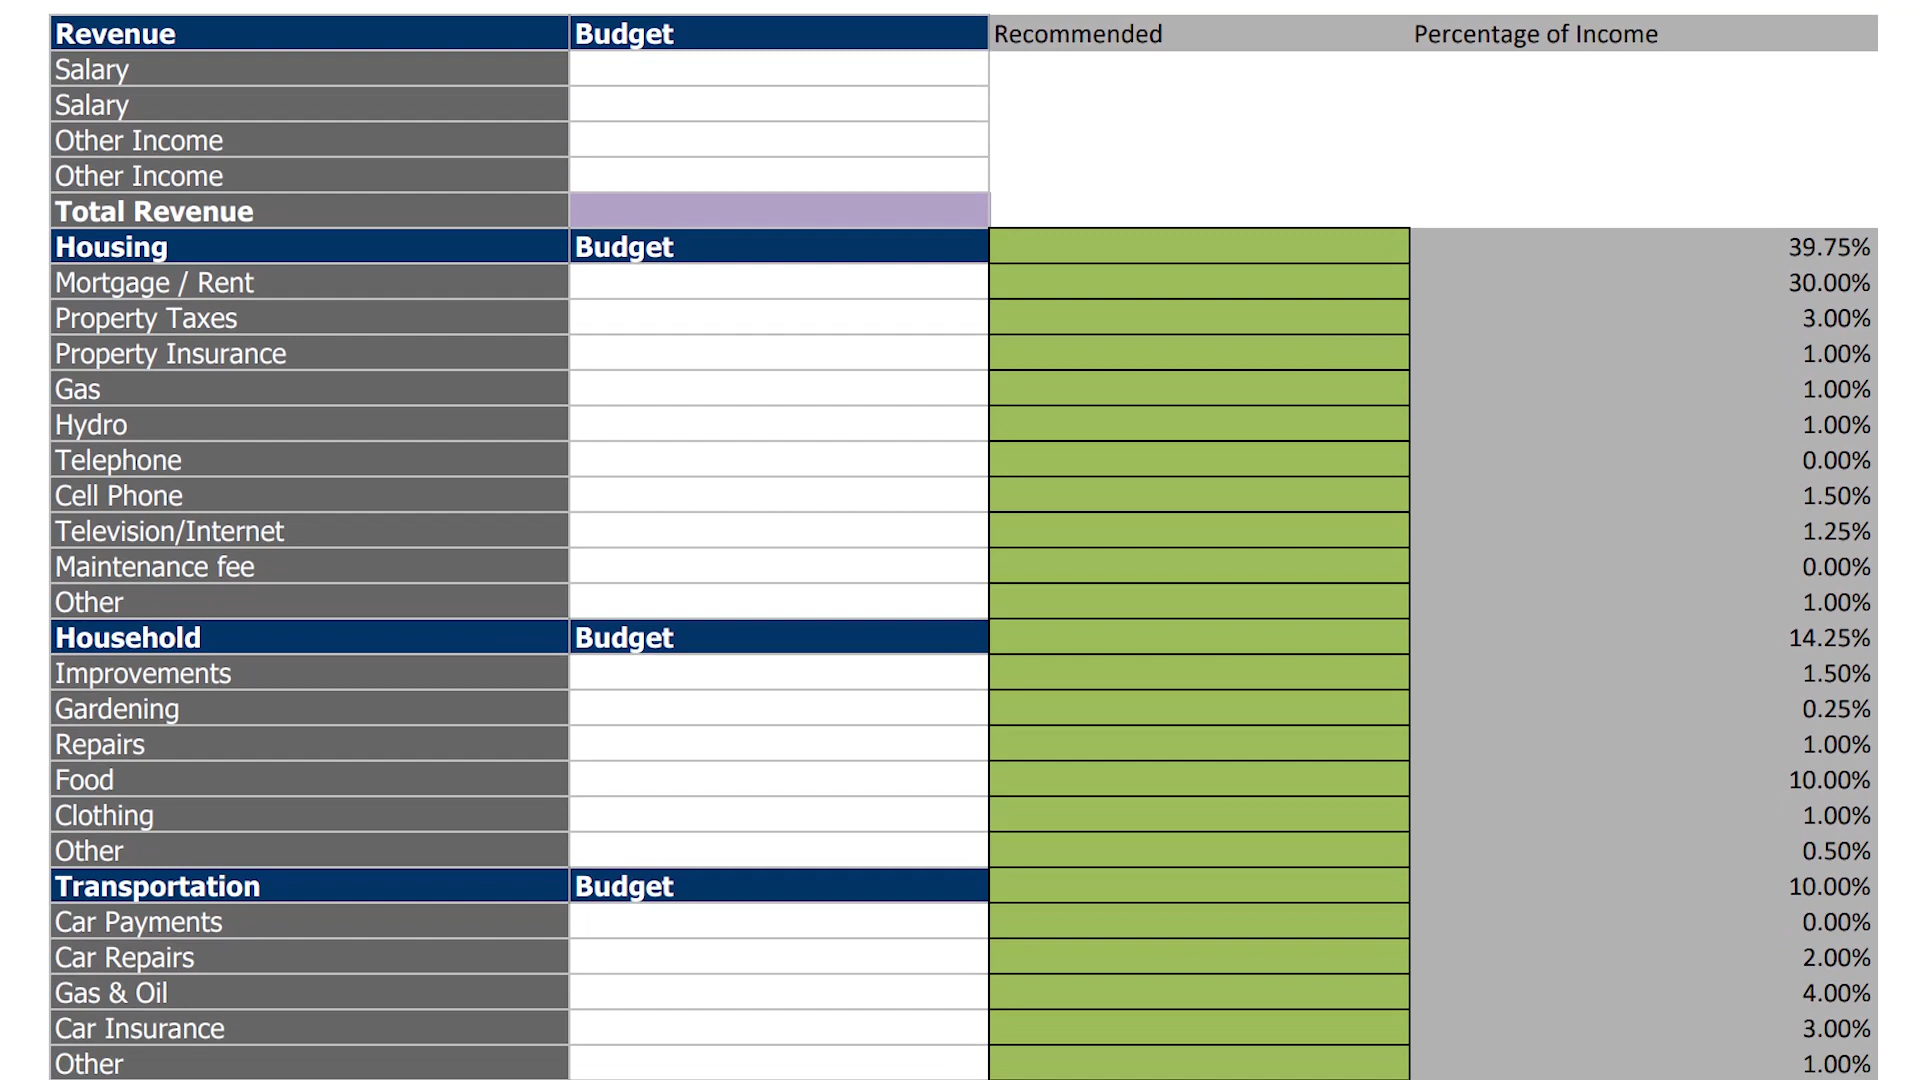 Revenue Budget Recommended Percentage of Income
Salary
Salary
Other Income
Other Income
Total Revenue
Housing Budget 39.75%
Mortgage / Rent 30.00%
Property Taxes 3.00%
Property Insurance 1.00%
Gas 1.00%
Hydro 1.00%
Telephone 0.00%
Cell Phone 1.50%
Television/Internet 1.25%
Maintenance fee 0.00%
Other 1.00%
Household Budget 14.25%
Improvements 1.50%
Gardening 0.25%
Repairs 1.00%
Food 10.00%
Clothing 1.00%
Other 0.50%
Transportation Budget 10.00%
Car Payments 0.00%
Car Repairs 2.00%
Gas & Oil 4.00%
Car Insurance 3.00%
Other 1.00%